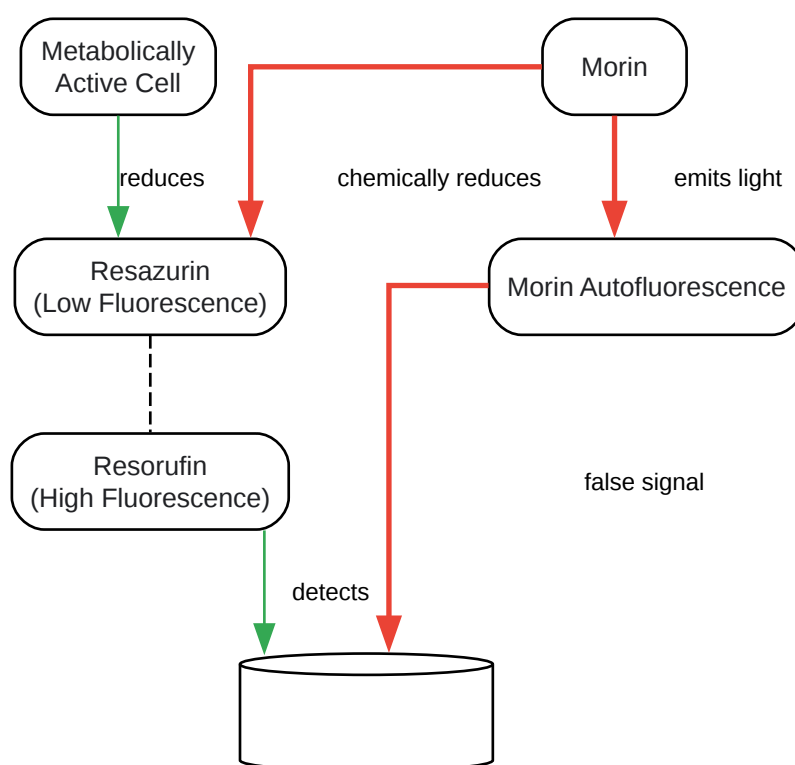 Metabolically
Active Cell
Morin
reduces
chemically reduces
emits light
Resazurin
(Low Fluorescence)
Morin Autofluorescence
Resorufin
(High Fluorescence)
false signal
detects